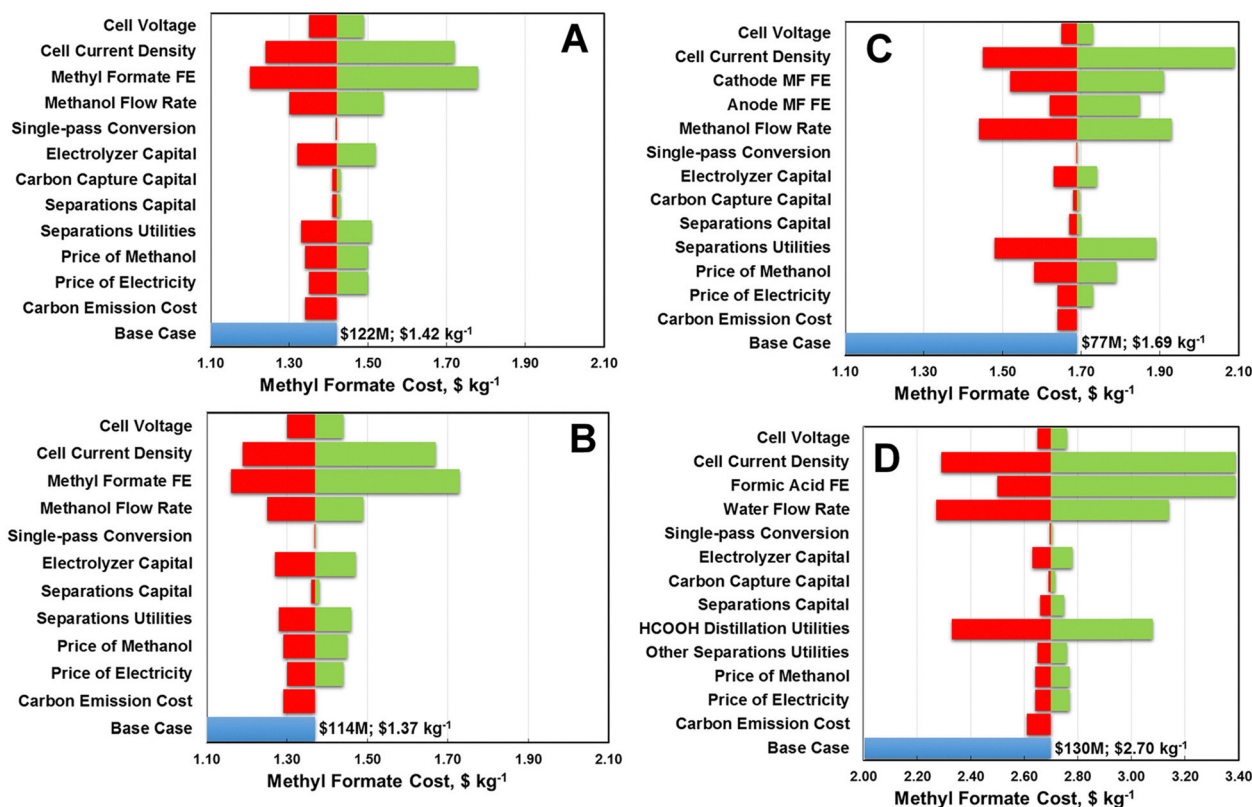 A
Cell Voltage
Cell Current Density
Methyl Formate FE
Methanol Flow Rate
Single-pass Conversion
Electrolyzer Capital
Carbon Capture Capital
Separations Capital
Separations Utilities
Price of Methanol
Price of Electricity
Carbon Emission Cost
Base Case
$122M; $1.42 kg⁻¹
1.10 1.30 1.50 1.70 1.90 2.10
Methyl Formate Cost, $ kg⁻¹
B
Cell Voltage
Cell Current Density
Methyl Formate FE
Methanol Flow Rate
Single-pass Conversion
Electrolyzer Capital
Separations Capital
Separations Utilities
Price of Methanol
Price of Electricity
Carbon Emission Cost
Base Case
$114M; $1.37 kg⁻¹
1.10 1.30 1.50 1.70 1.90 2.10
Methyl Formate Cost, $ kg⁻¹
C
Cell Voltage
Cell Current Density
Cathode MF FE
Anode MF FE
Methanol Flow Rate
Single-pass Conversion
Electrolyzer Capital
Carbon Capture Capital
Separations Capital
Separations Utilities
Price of Methanol
Price of Electricity
Carbon Emission Cost
Base Case
$77M; $1.69 kg⁻¹
1.10 1.30 1.50 1.70 1.90 2.10
Methyl Formate Cost, $ kg⁻¹
D
Cell Voltage
Cell Current Density
Formic Acid FE
Water Flow Rate
Single-pass Conversion
Electrolyzer Capital
Carbon Capture Capital
Separations Capital
HCOOH Distillation Utilities
Other Separations Utilities
Price of Methanol
Price of Electricity
Carbon Emission Cost
Base Case
$130M; $2.70 kg⁻¹
2.00 2.20 2.40 2.60 2.80 3.00 3.20 3.40
Methyl Formate Cost, $ kg⁻¹